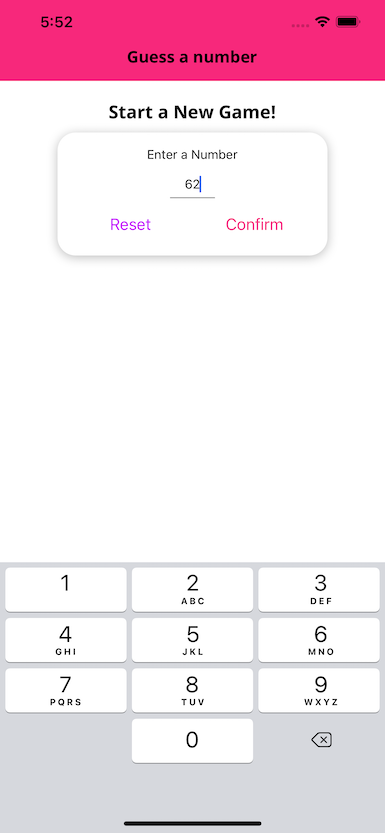 5:52
Guess a number
Start a New Game!
Enter a Number
62
Reset Confirm
1 2 3
ABC DEF
4 5 6
GHI JKL MNO
7 8 9
PQRS TUV WXYZ
0